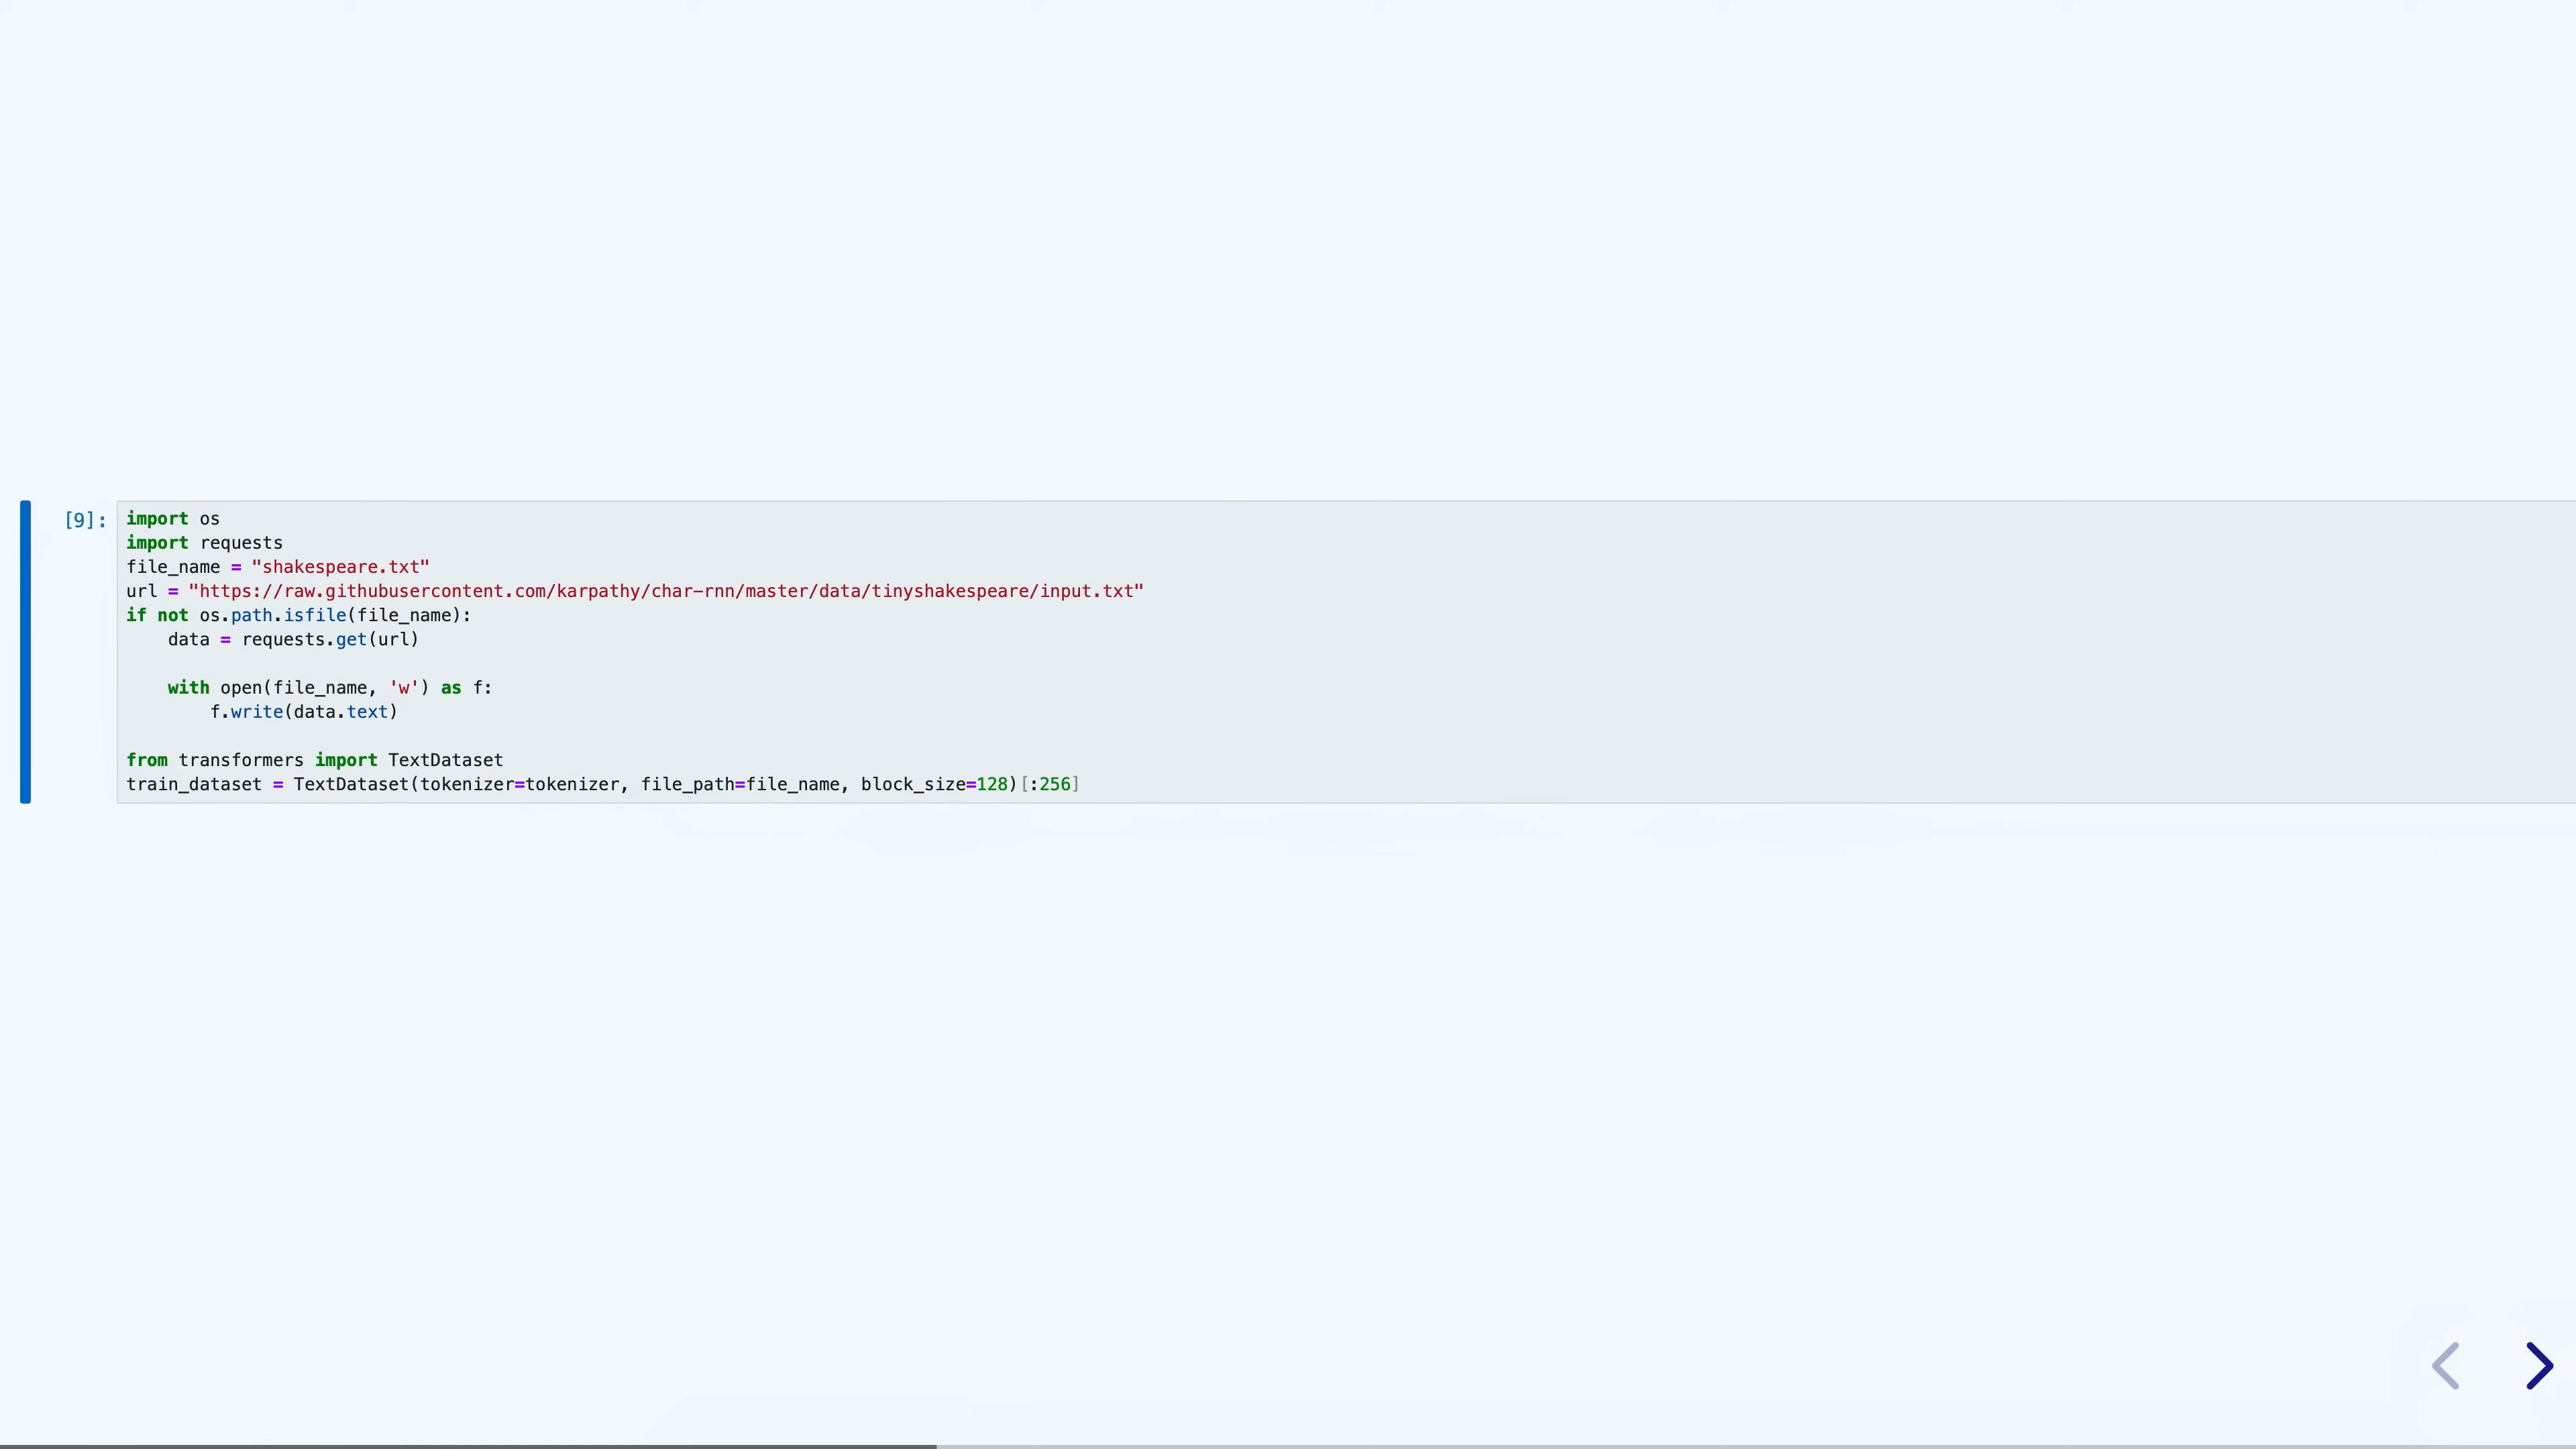 [9]:
import os
import requests
file_name = "shakespeare.txt"
url = "https://raw.githubusercontent.com/karpathy/char-rnn/master/data/tinyshakespeare/input.txt"
if not os.path.isfile(file_name):
    data = requests.get(url)
    with open(file_name, 'w') as f:
        f.write(data.text)
from transformers import TextDataset
train_dataset = TextDataset(tokenizer=tokenizer, file_path=file_name, block_size=128)[:256]